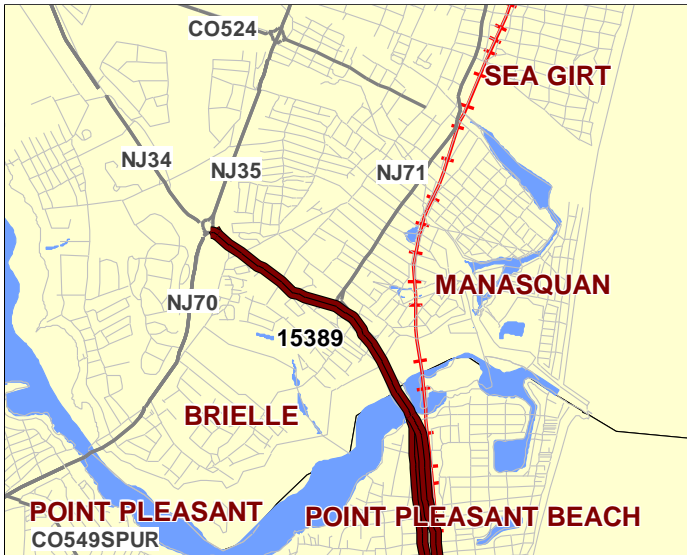 CO524
SEA GIRT
NJ34
NJ35
NJ71
MANASQUAN
NJ70
15389
BRIELLE
POINT PLEASANT
POINT PLEASANT BEACH
CO549SPUR